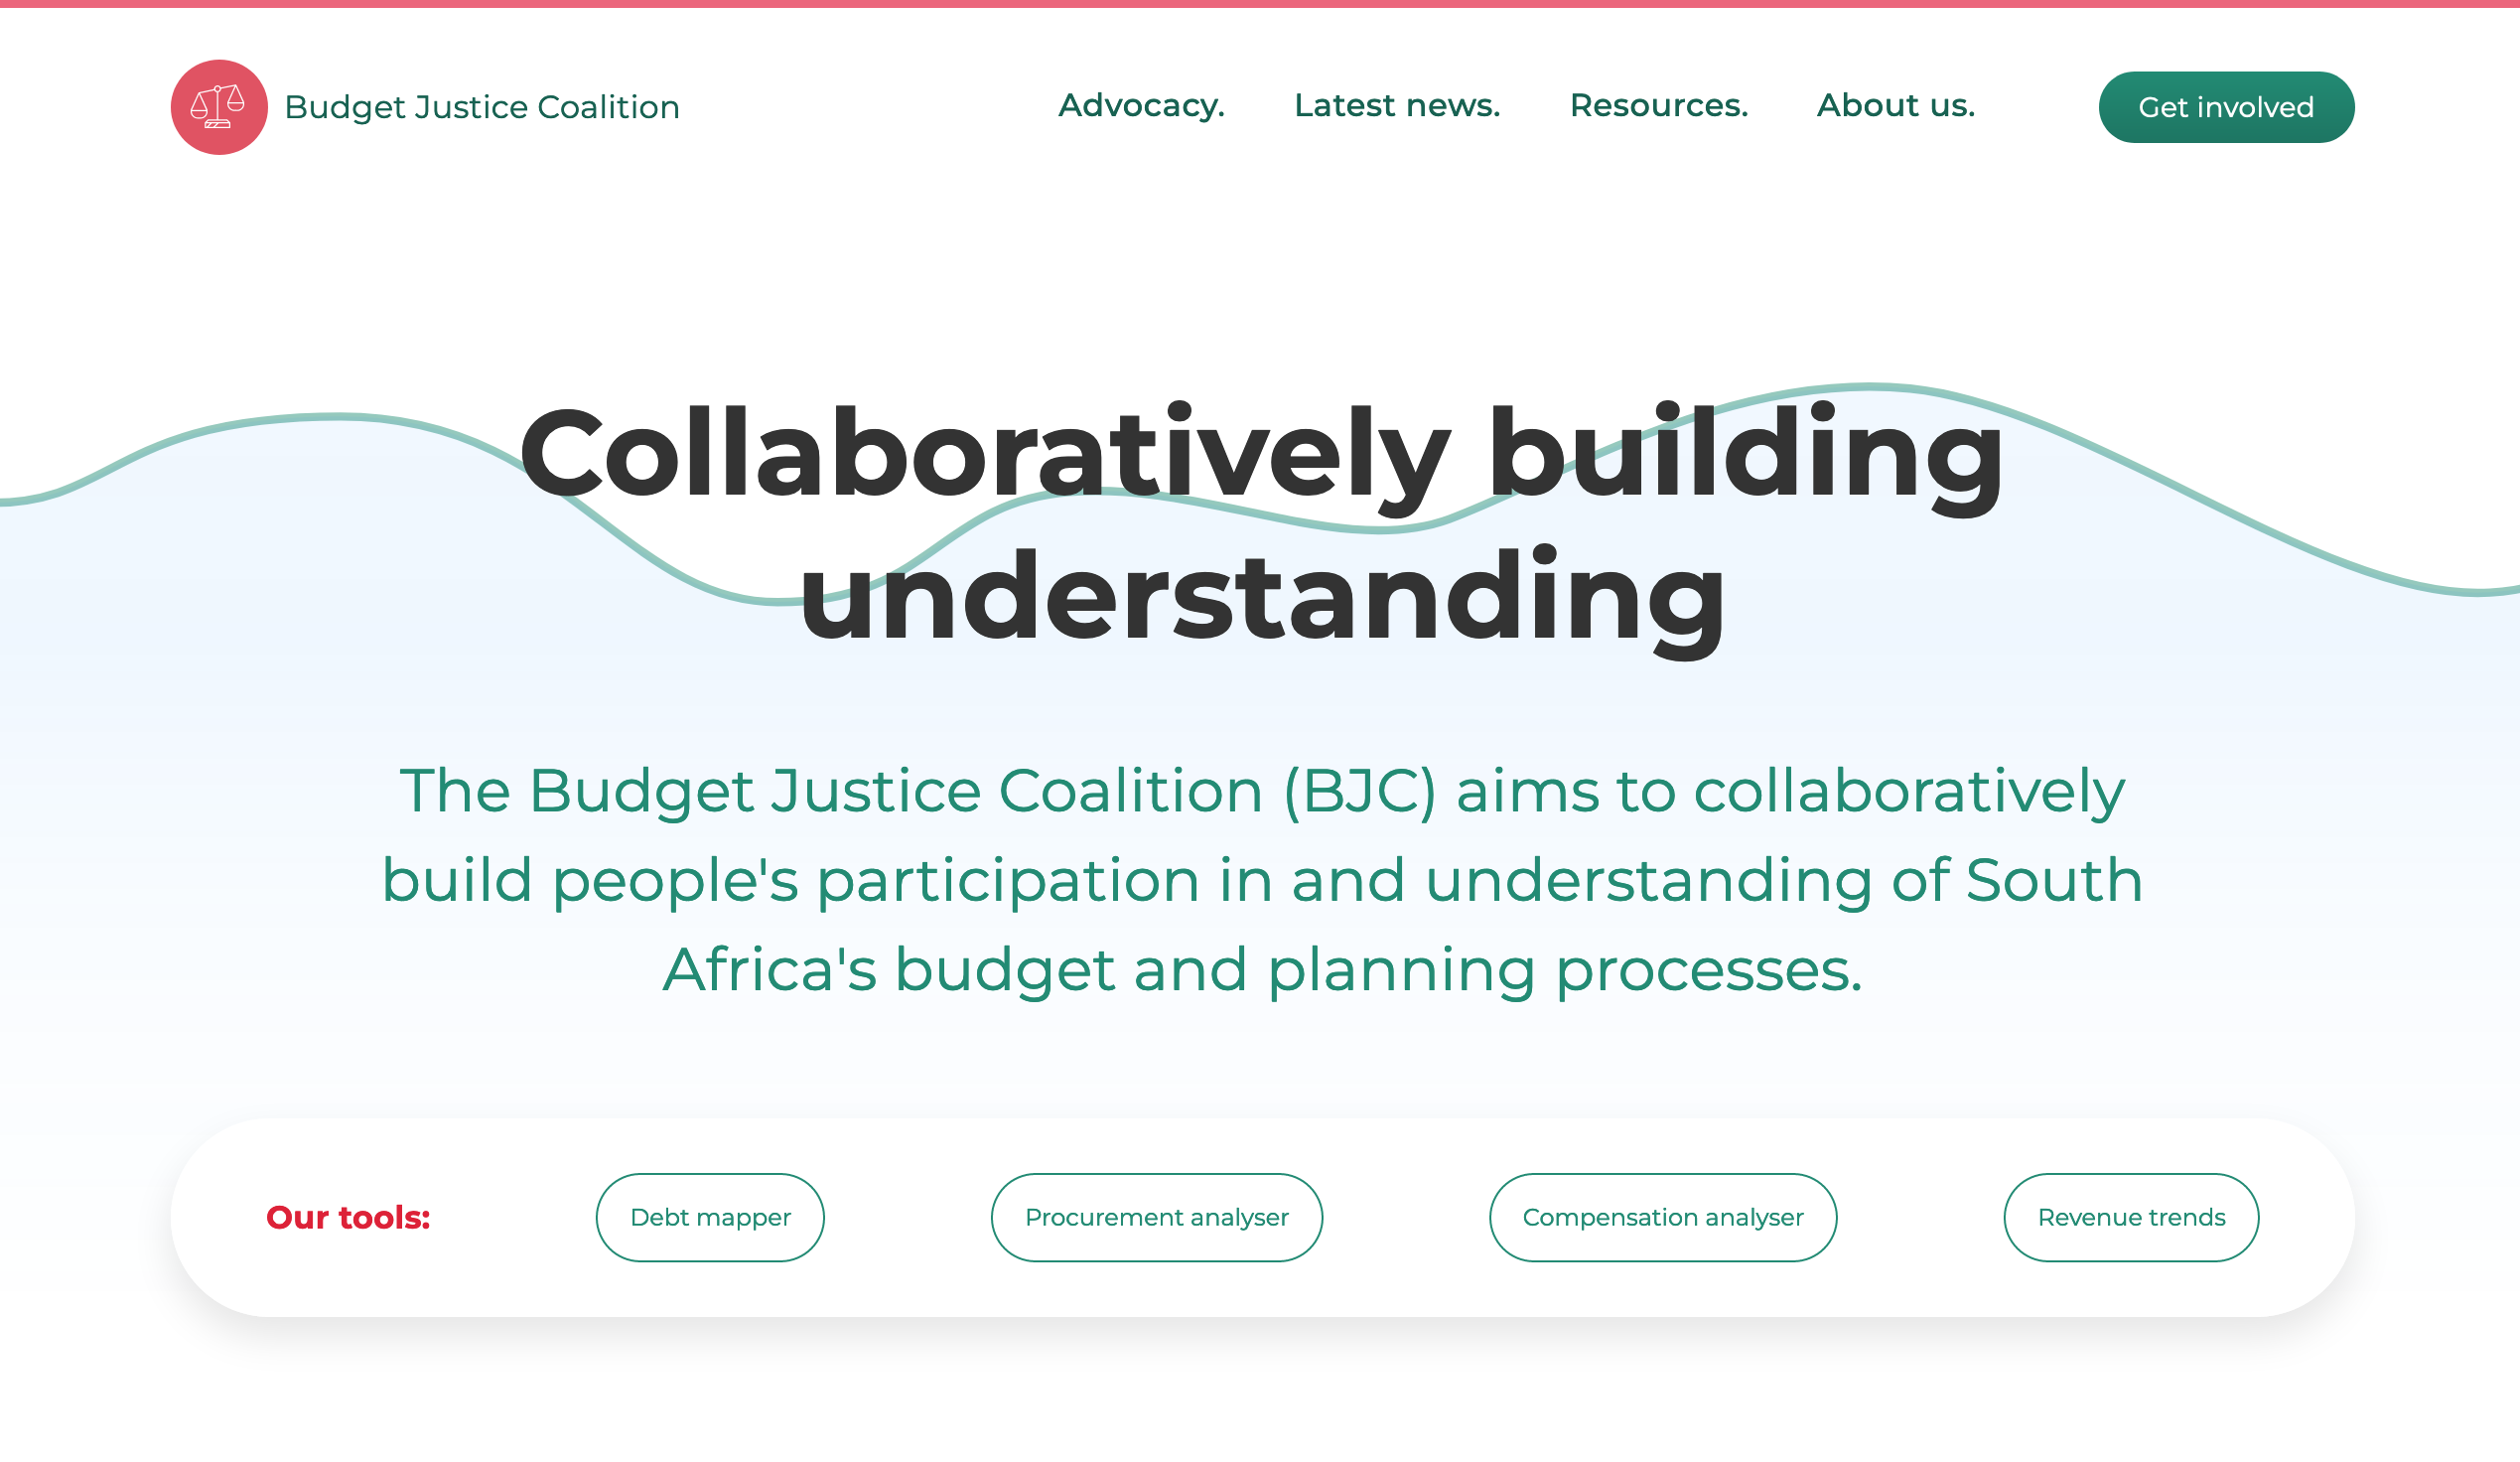 Budget Justice Coalition
Advocacy.
Latest news.
Resources.
About us.
Get involved
Collaboratively building
understanding
The Budget Justice Coalition (BJC) aims to collaboratively
build people's participation in and understanding of South
Africa's budget and planning processes.
Our tools:
Debt mapper
Procurement analyser
Compensation analyser
Revenue trends